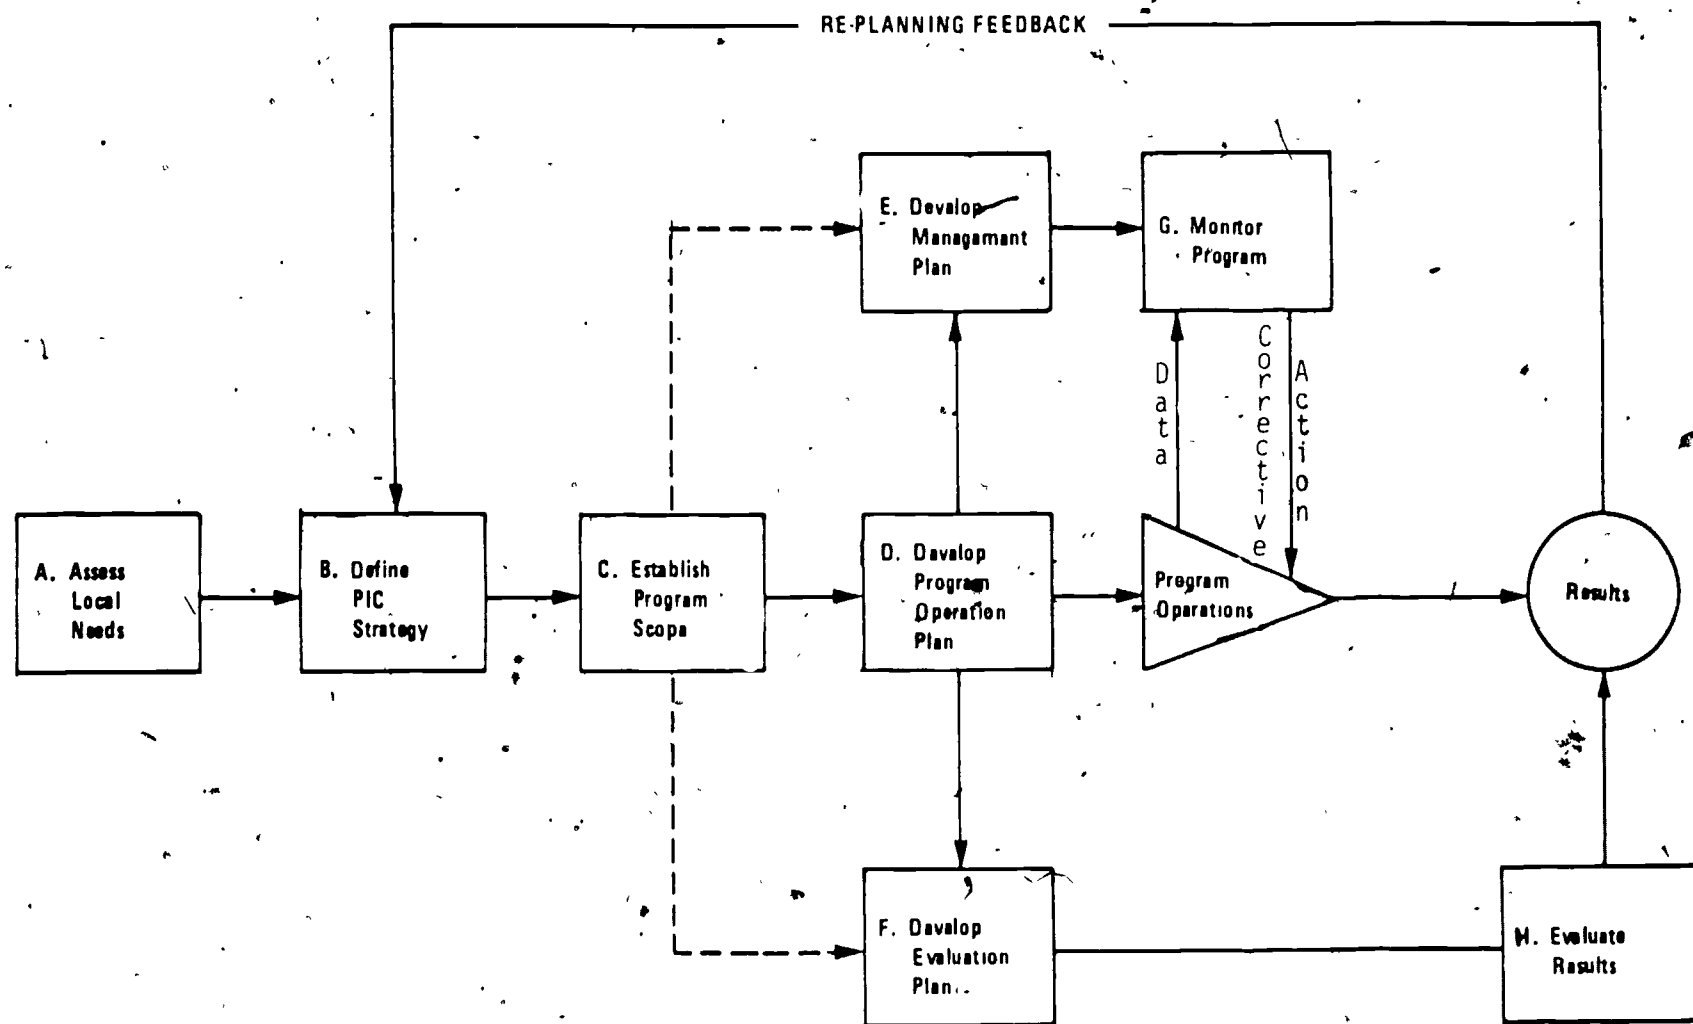 RE-PLANNING FEEDBACK
E. Develop
Management
Plan
G. Monitor
Program
Data
Corrective
Action
A. Assess
Local
Needs
B. Define
PIC
Strategy
C. Establish
Program
Scope
D. Develop
Program
Operation
Plan
Program
Operations
Results
F. Develop
Evaluation
Plan
H. Evaluate
Results